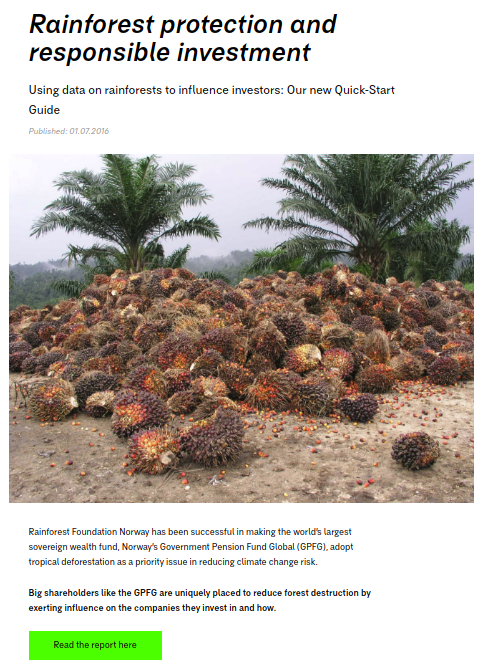 Rainforest protection and
responsible investment
Using data on rainforests to influence investors: Our new Quick-Start
Guide
Published: 01.07.2016
Rainforest Foundation Norway has been successful in making the world's largest
sovereign wealth fund, Norway's Government Pension Fund Global (GPFG), adopt
tropical deforestation as a priority issue in reducing climate change risk.
Big shareholders like the GPFG are uniquely placed to reduce forest destruction by
exerting influence on the companies they invest in and how.
Read the report here